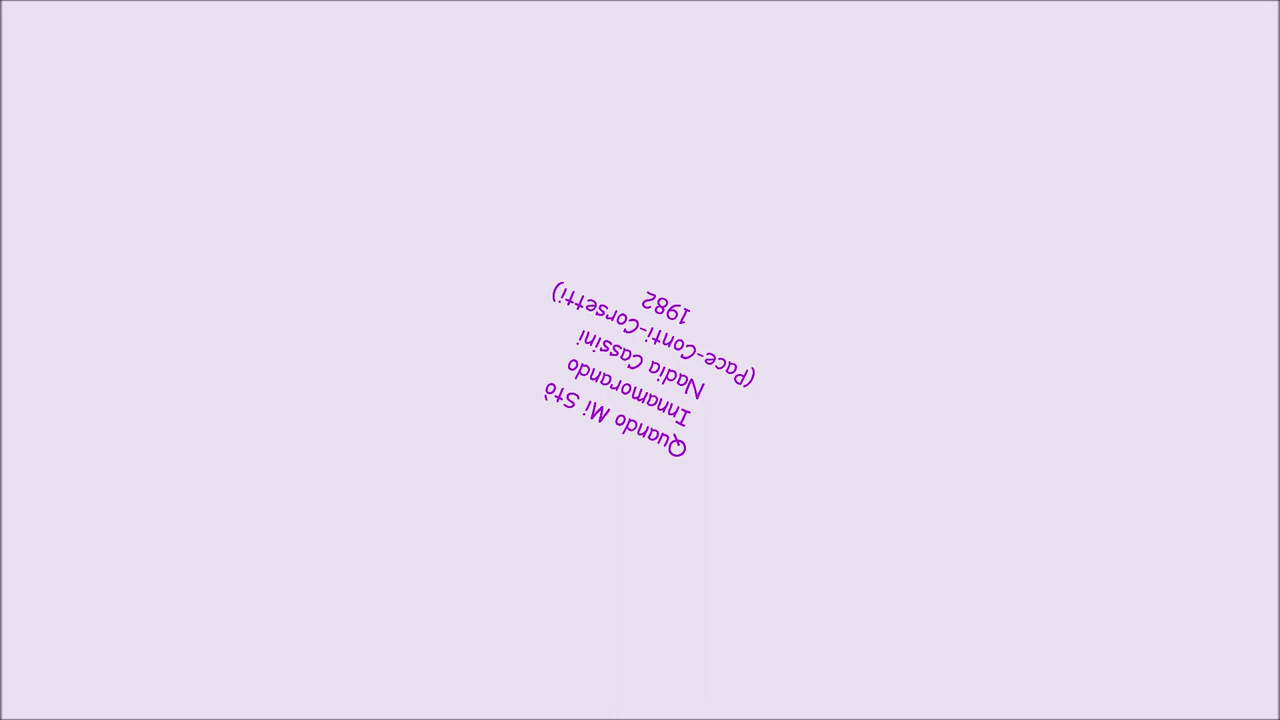 Quando Mi Stò
Innamorando
Nadia Cassini
(Pace-Conti-Corsetti)
1982